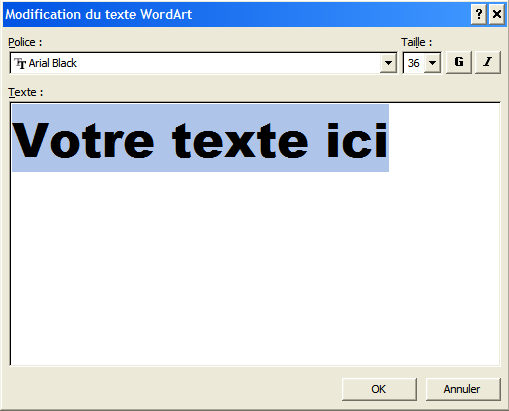 Modification du texte WordArt ? ×
Police : Taille :
Arial Black 36 G I
Texte :
Votre texte ici
OK Annuler